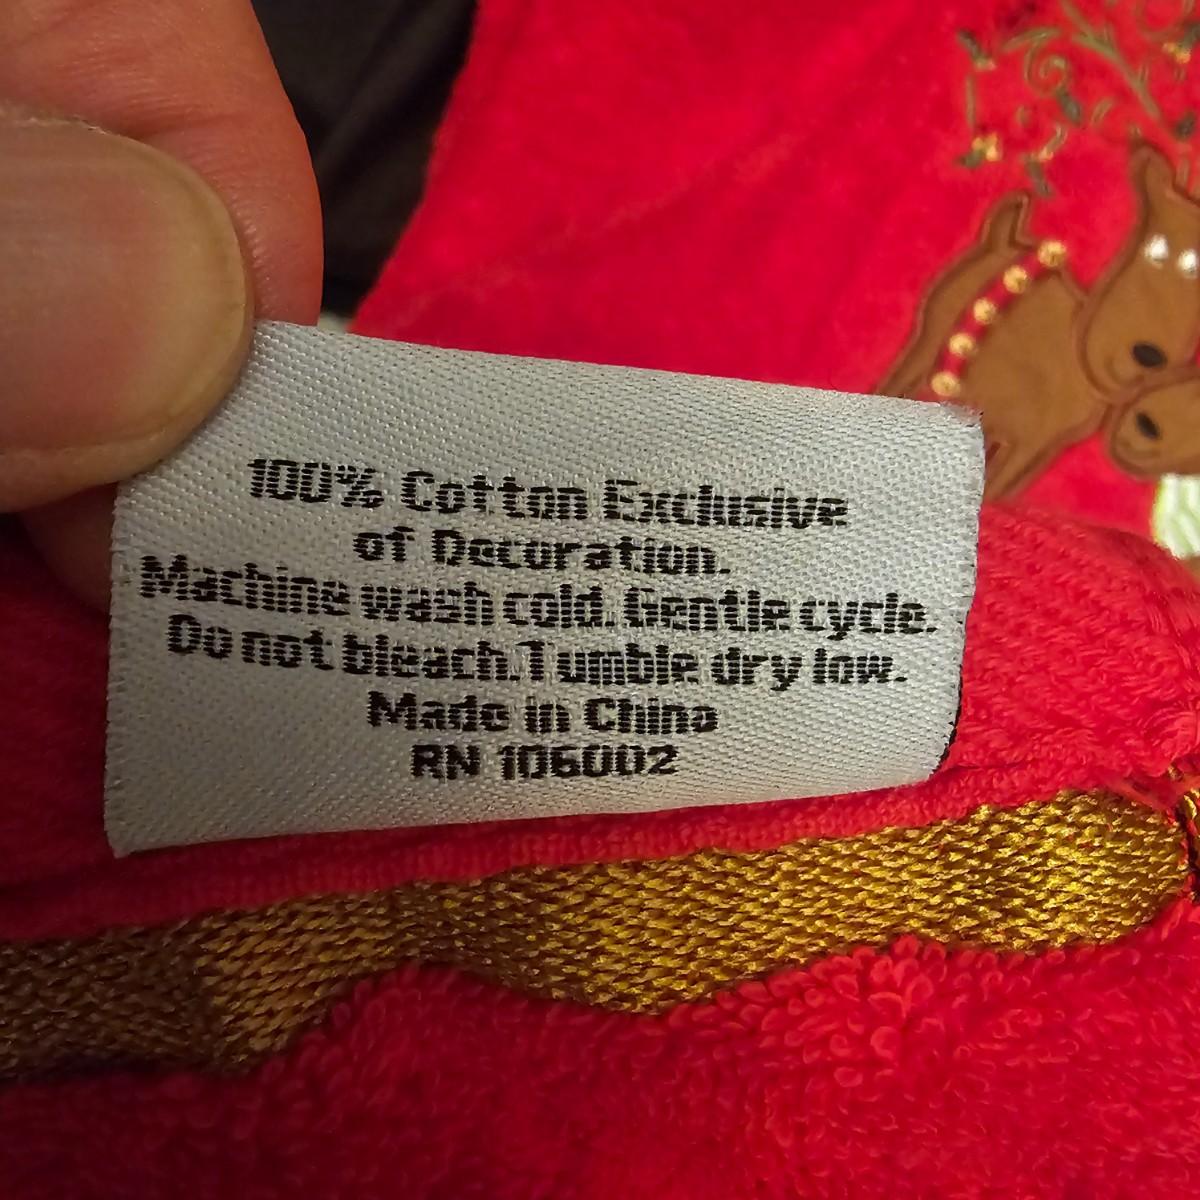 100% Cotton Exclusive
of Decoration.
Machine wash cold. Gentle cycle.
Do not bleach. Tumble dry low.
Made in China
RN 106002